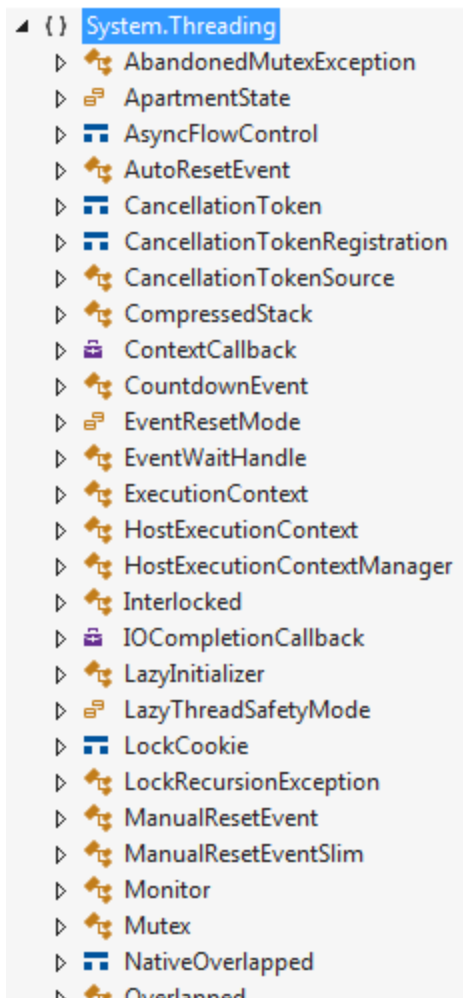 { } System.Threading
AbandonedMutexException
ApartmentState
AsyncFlowControl
AutoResetEvent
CancellationToken
CancellationTokenRegistration
CancellationTokenSource
CompressedStack
ContextCallback
CountdownEvent
EventResetMode
EventWaitHandle
ExecutionContext
HostExecutionContext
HostExecutionContextManager
Interlocked
IOCompletionCallback
LazyInitializer
LazyThreadSafetyMode
LockCookie
LockRecursionException
ManualResetEvent
ManualResetEventSlim
Monitor
Mutex
NativeOverlapped
Overlapped